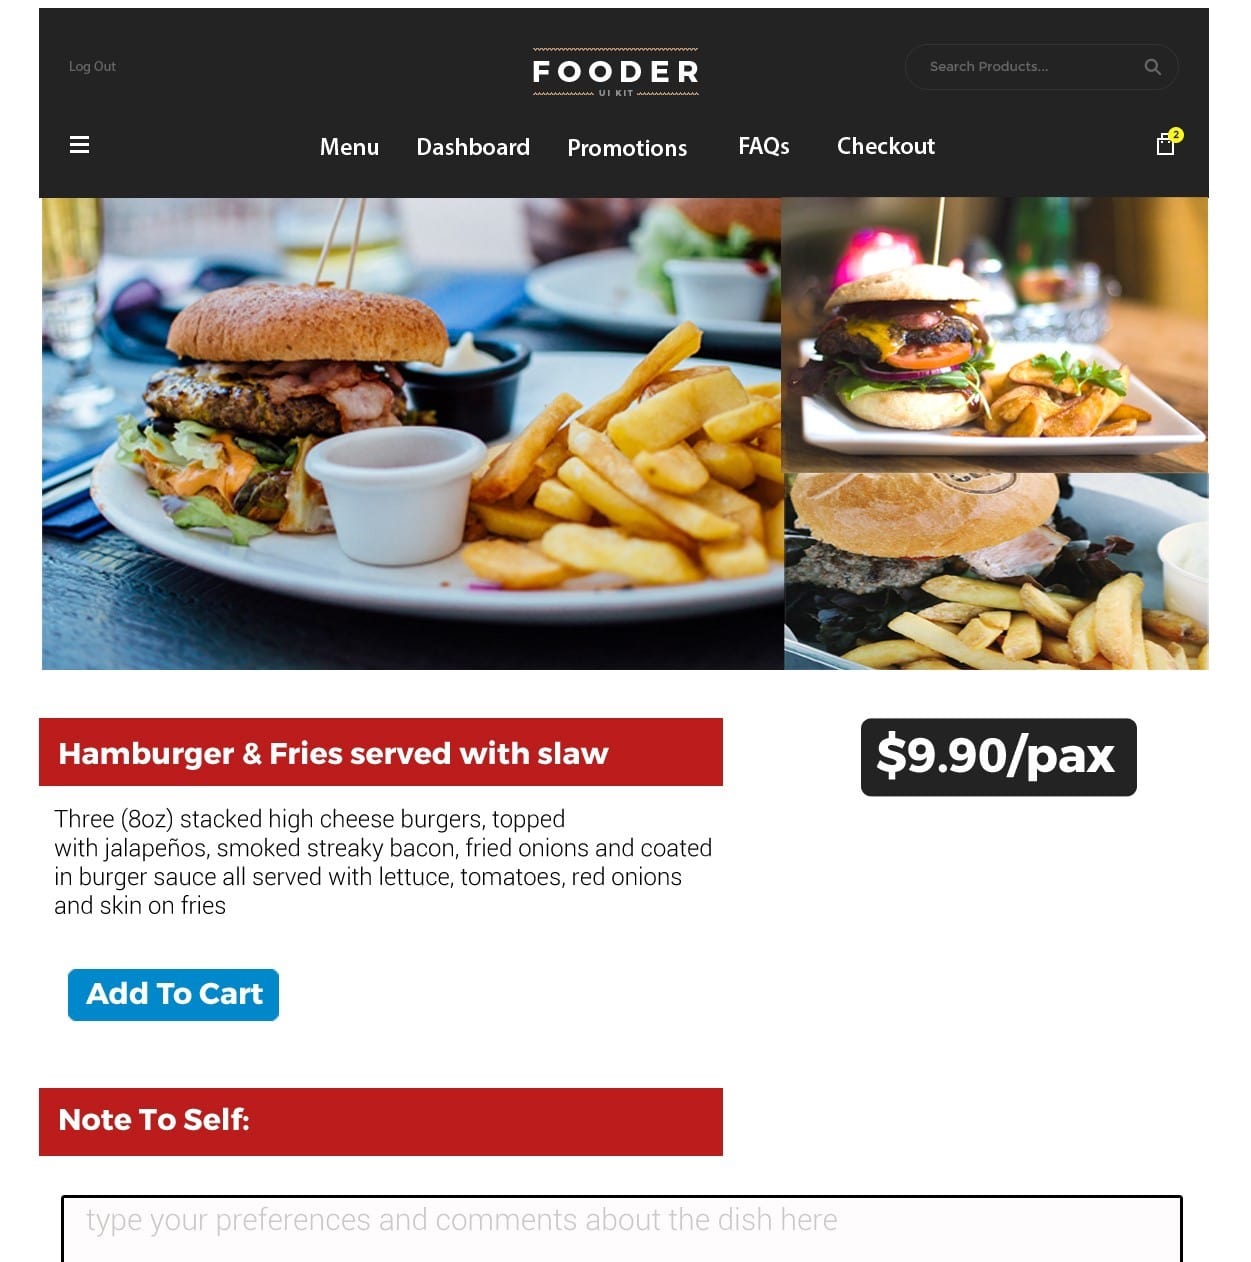 Log Out
FOODER
UI KIT
Search Products...
Menu Dashboard Promotions FAQs Checkout
2
Hamburger & Fries served with slaw
$9.90/pax
Three (8oz) stacked high cheese burgers, topped
with jalapeños, smoked streaky bacon, fried onions and coated
in burger sauce all served with lettuce, tomatoes, red onions
and skin on fries
Add To Cart
Note To Self:
type your preferences and comments about the dish here